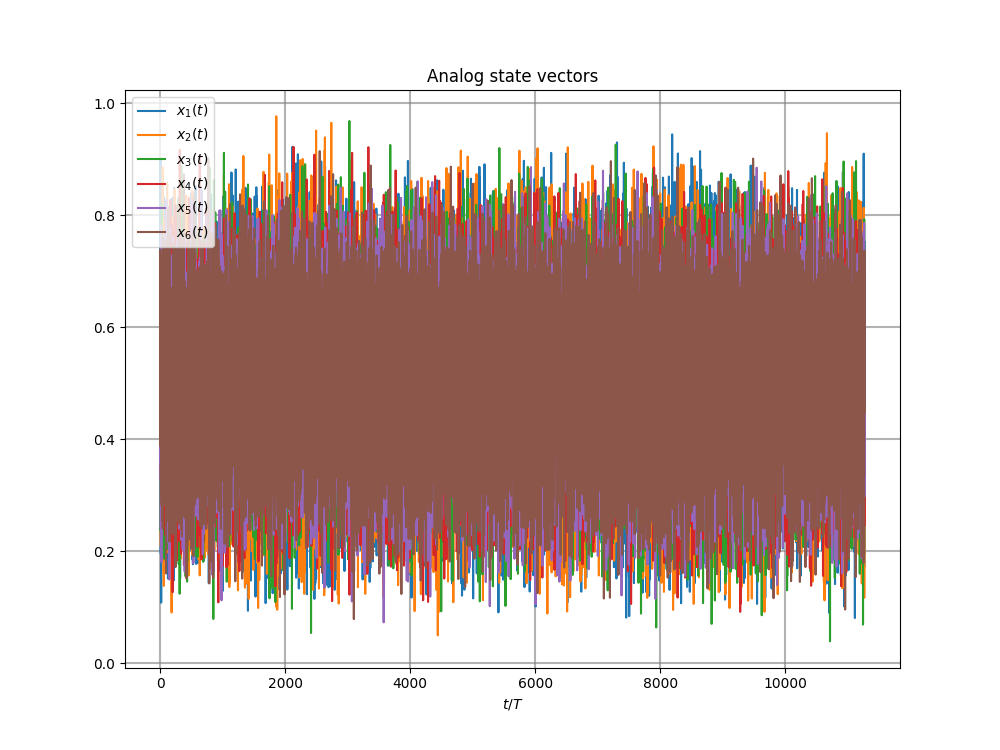 Analog state vectors
1.0
0.8
0.6
0.4
0.2
0.0
x₁(t)
x₂(t)
x₃(t)
x₄(t)
x₅(t)
x₆(t)
0 2000 4000 6000 8000 10000
t/T